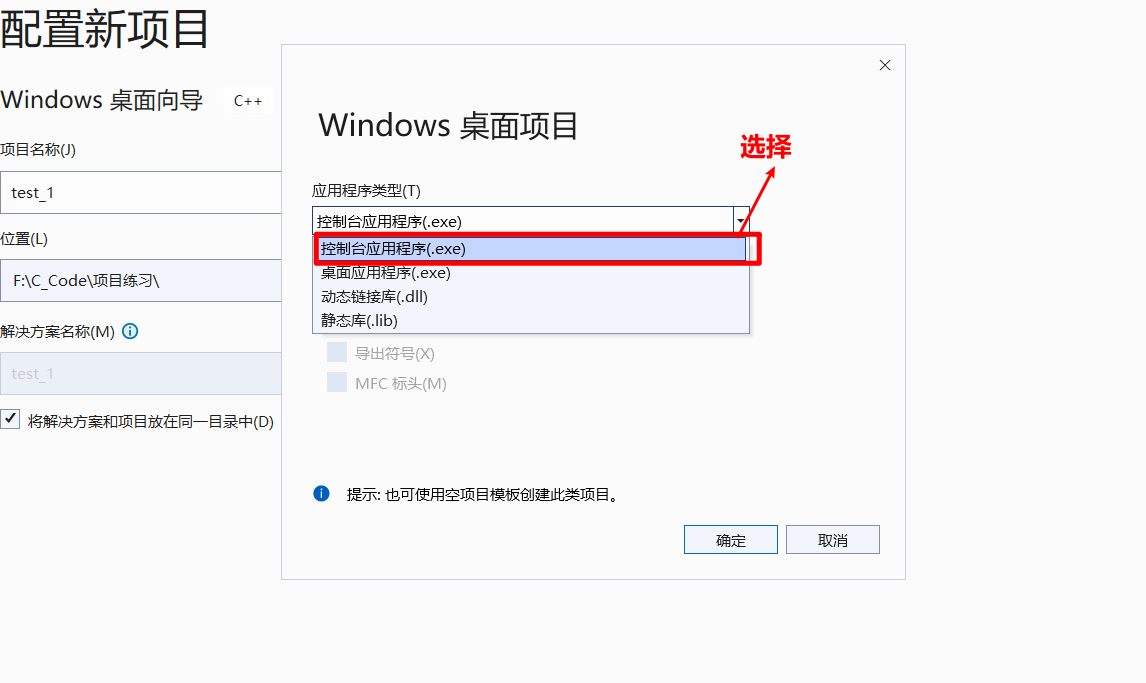 配置新项目
Windows 桌面向导 C++
项目名称(J)
test_1
位置(L)
F:\C_Code\项目练习\
解决方案名称(M)
test_1
将解决方案和项目放在同一目录中(D)
Windows 桌面项目
选择
应用程序类型(T)
控制台应用程序(.exe)
控制台应用程序(.exe)
桌面应用程序(.exe)
动态链接库(.dll)
静态库(.lib)
导出符号(X)
MFC 标头(M)
提示: 也可使用空项目模板创建此类项目。
确定 取消